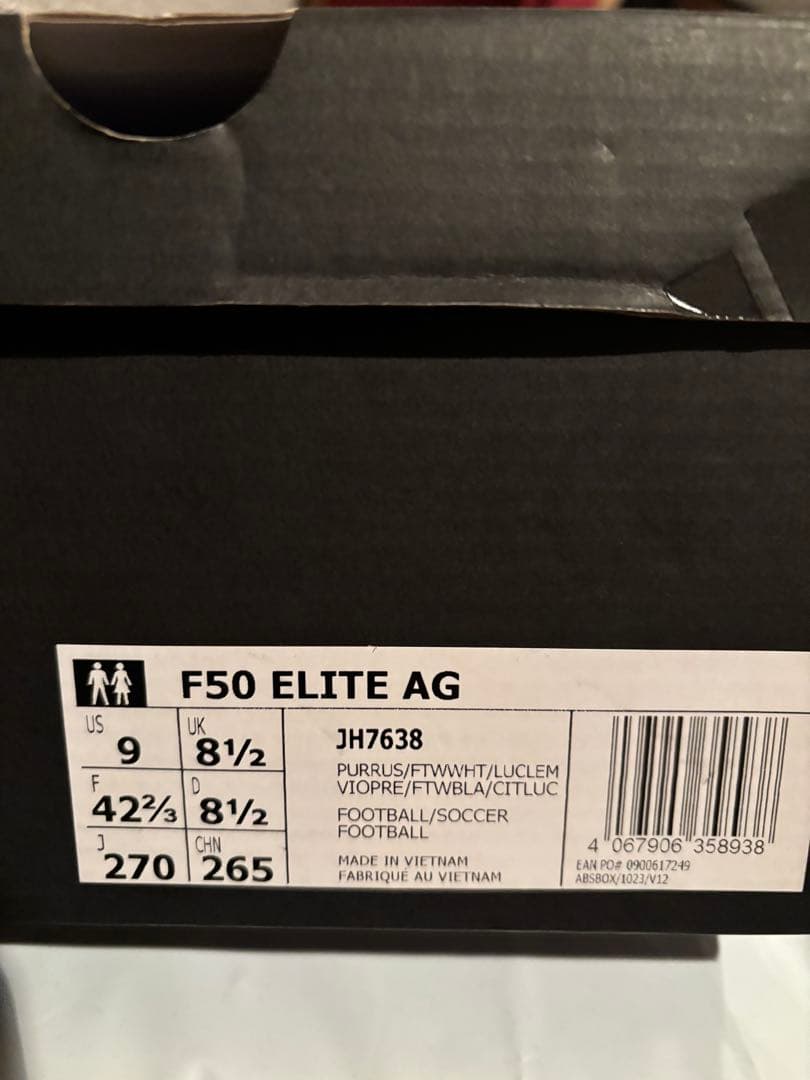 F50 ELITE AG
US
9
UK
8½
F
42⅔
D
8½
J
270
CHN
265
JH7638
PURRUS/FTWWHT/LUCLEM
VIOPRE/FTWBLA/CITLUC
FOOTBALL/SOCCER
FOOTBALL
MADE IN VIETNAM
FABRIQUÉ AU VIETNAM
4 067906 358938
EAN PO# 0900617249
ABSBOX/1023/V12